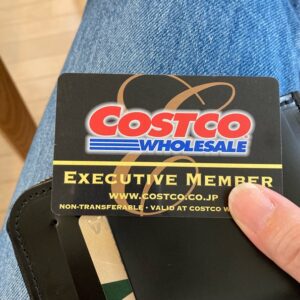 COSTCO
WHOLESALE
EXECUTIVE MEMBER
WWW.COSTCO.CO.JP
NON-TRANSFERABLE • VALID AT COSTCO